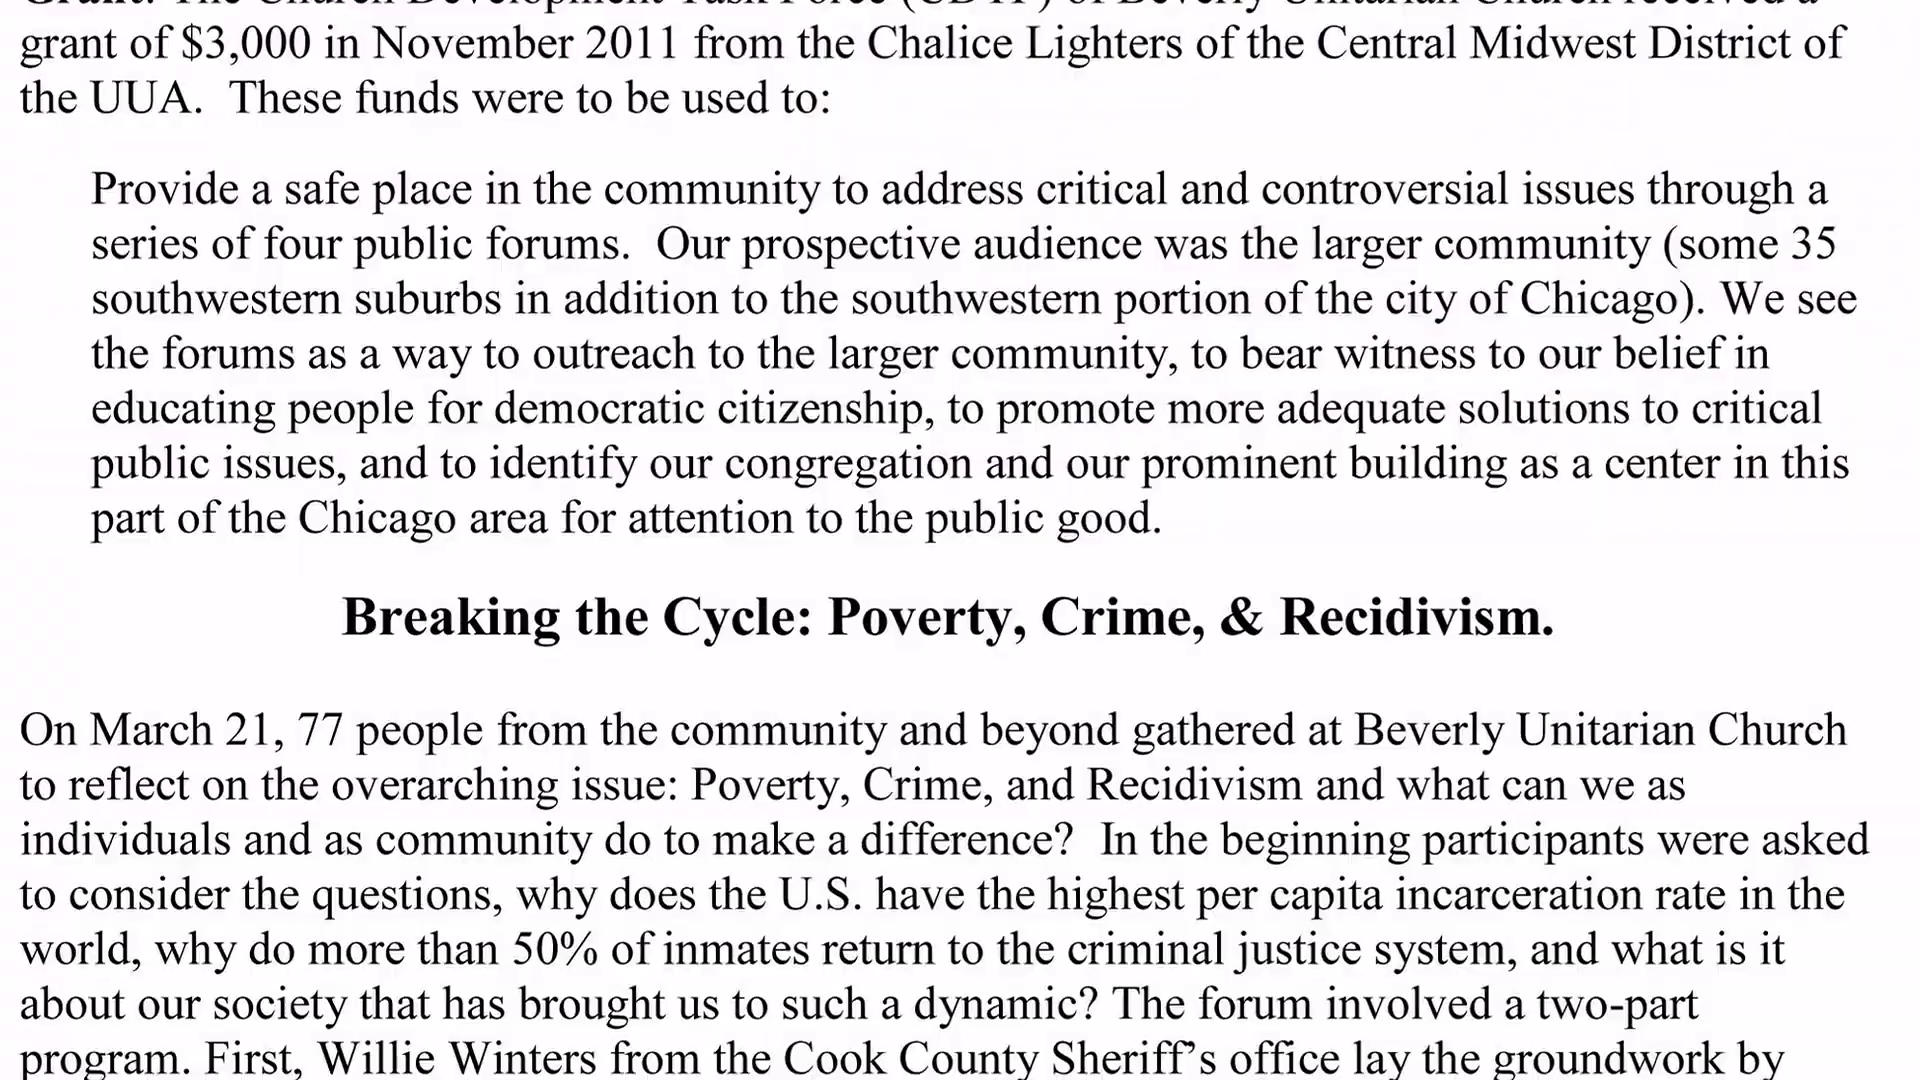 Grant: The Church Development Task Force (CDTF) of Beverly Unitarian Church received a
grant of $3,000 in November 2011 from the Chalice Lighters of the Central Midwest District of
the UUA.  These funds were to be used to:
Provide a safe place in the community to address critical and controversial issues through a
series of four public forums.  Our prospective audience was the larger community (some 35
southwestern suburbs in addition to the southwestern portion of the city of Chicago). We see
the forums as a way to outreach to the larger community, to bear witness to our belief in
educating people for democratic citizenship, to promote more adequate solutions to critical
public issues, and to identify our congregation and our prominent building as a center in this
part of the Chicago area for attention to the public good.
Breaking the Cycle: Poverty, Crime, & Recidivism.
On March 21, 77 people from the community and beyond gathered at Beverly Unitarian Church
to reflect on the overarching issue: Poverty, Crime, and Recidivism and what can we as
individuals and as community do to make a difference?  In the beginning participants were asked
to consider the questions, why does the U.S. have the highest per capita incarceration rate in the
world, why do more than 50% of inmates return to the criminal justice system, and what is it
about our society that has brought us to such a dynamic? The forum involved a two-part
program. First, Willie Winters from the Cook County Sheriff’s office lay the groundwork by